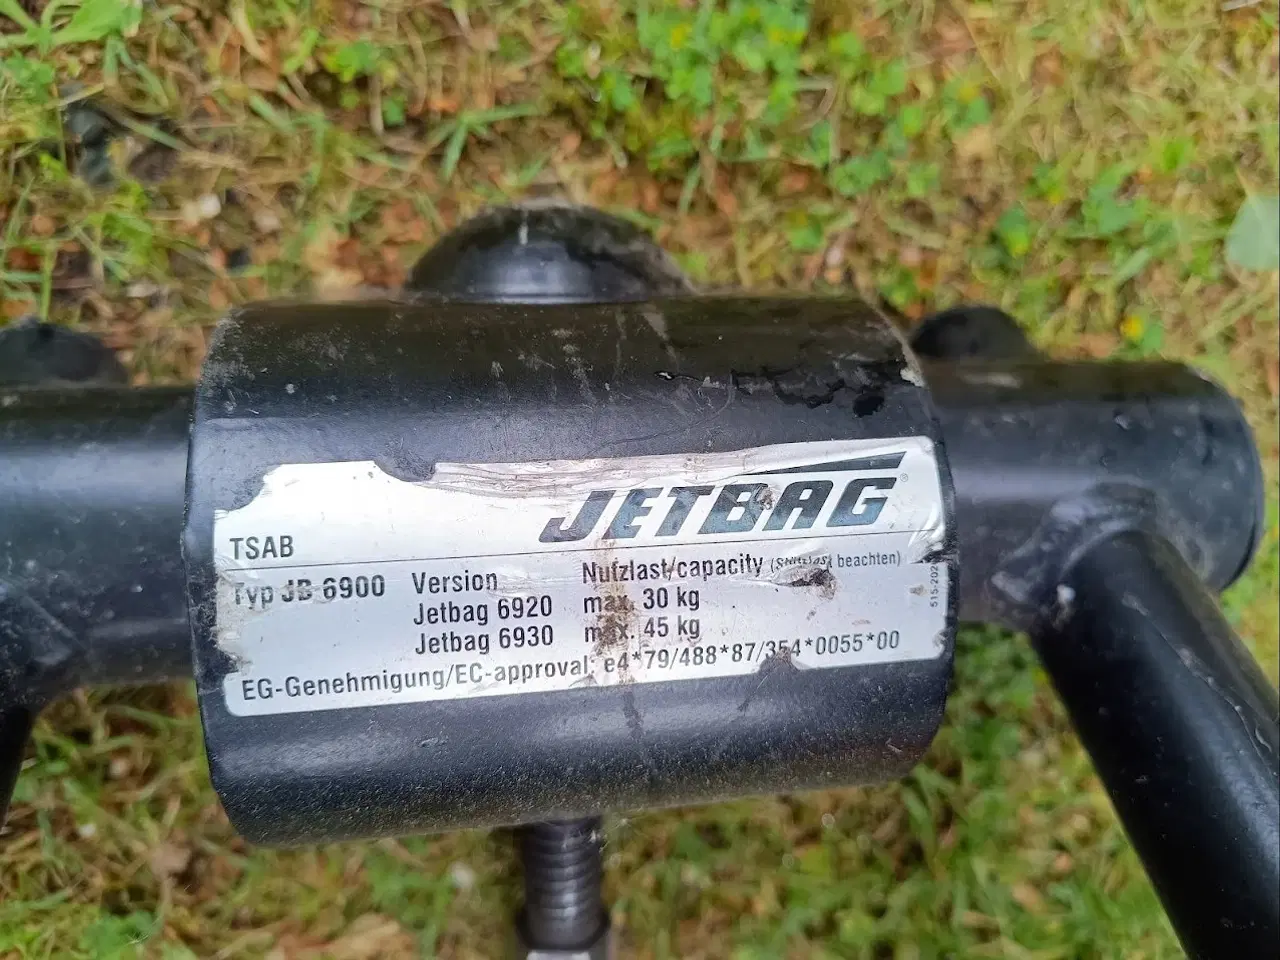 JETBAG®
TSAB
Typ JB 6900 Version Nutzlast/capacity (Stützlast beachten)
Jetbag 6920 max. 30 kg
Jetbag 6930 max. 45 kg
EG-Genehmigung/EC-approval: e4*79/488*87/354*0055*00